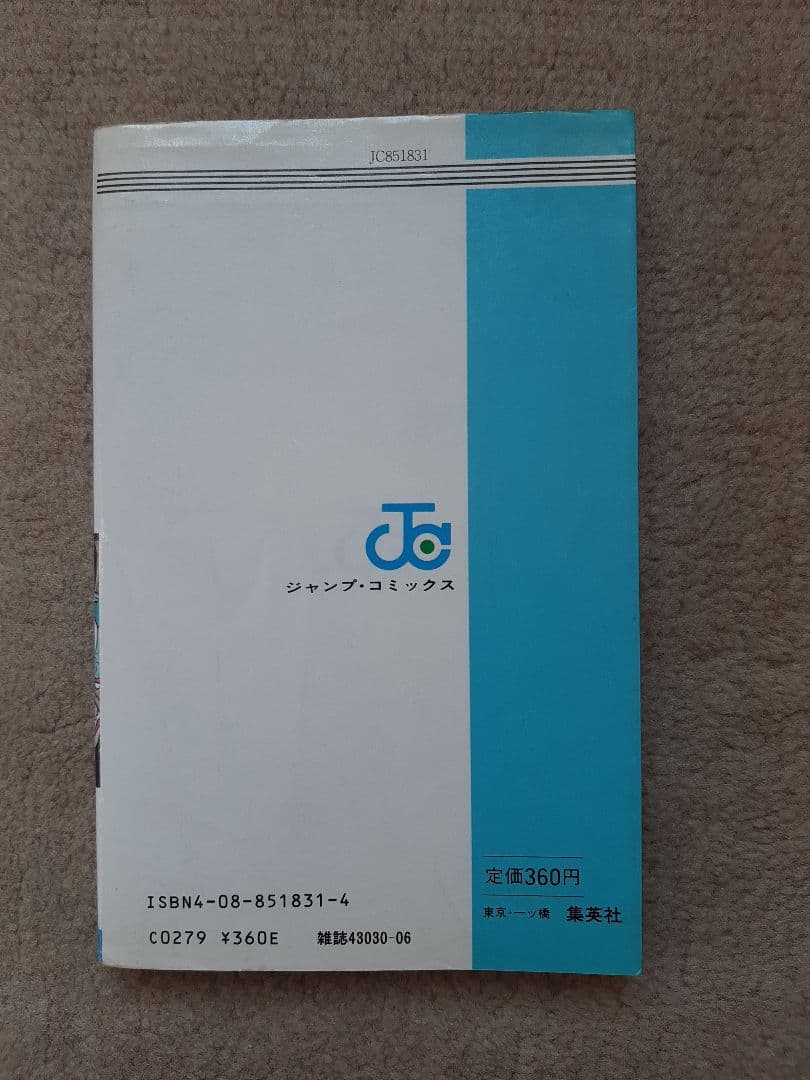 JC851831
JC
ジャンプ・コミックス
定価360円
東京・一ツ橋 集英社
ISBN4-08-851831-4
C0279 ¥360E 雑誌43030-06